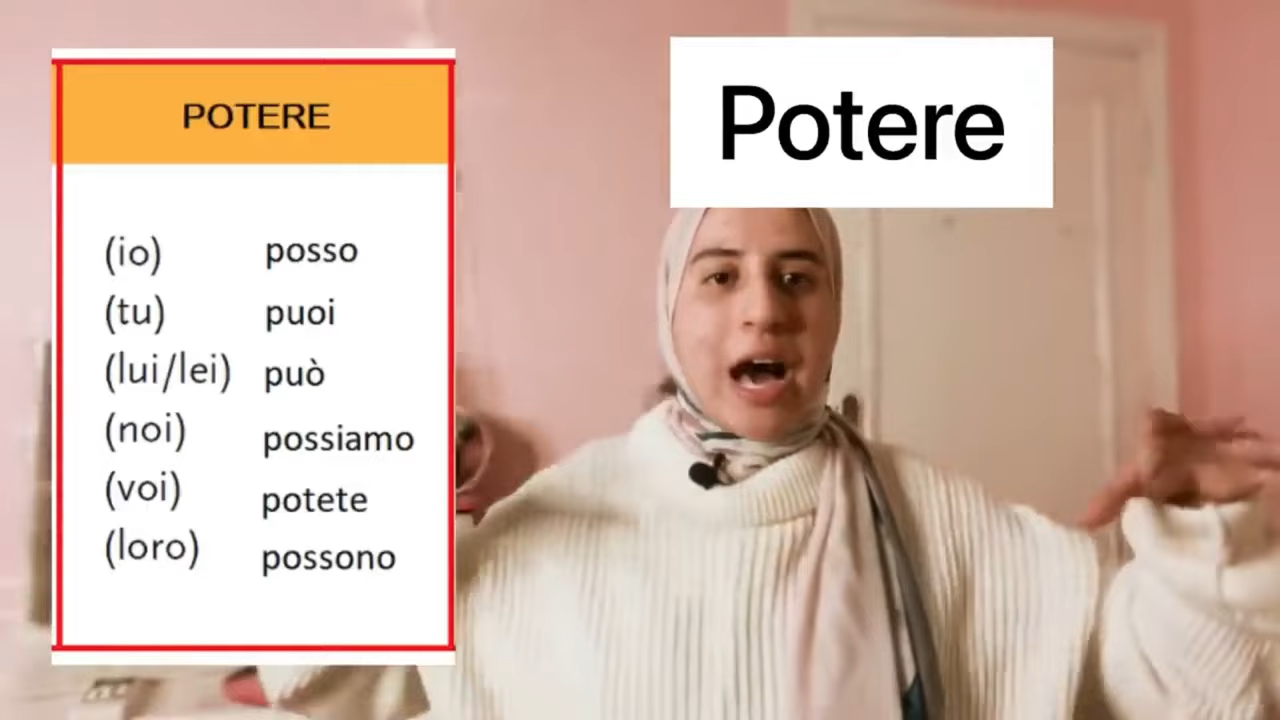 POTERE
(io) posso
(tu) puoi
(lui/lei) può
(noi) possiamo
(voi) potete
(loro) possono
Potere